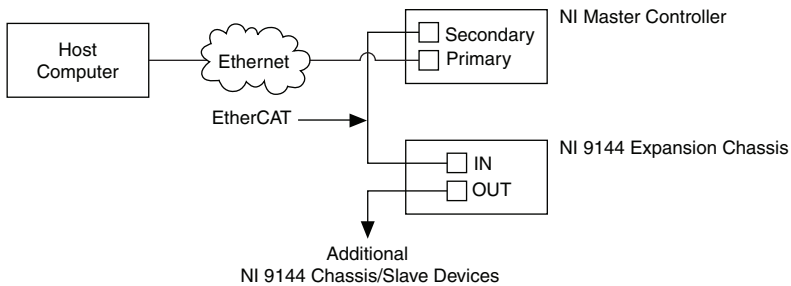 NI Master Controller
Host
Computer
Ethernet
Secondary
Primary
EtherCAT
NI 9144 Expansion Chassis
IN
OUT
Additional
NI 9144 Chassis/Slave Devices